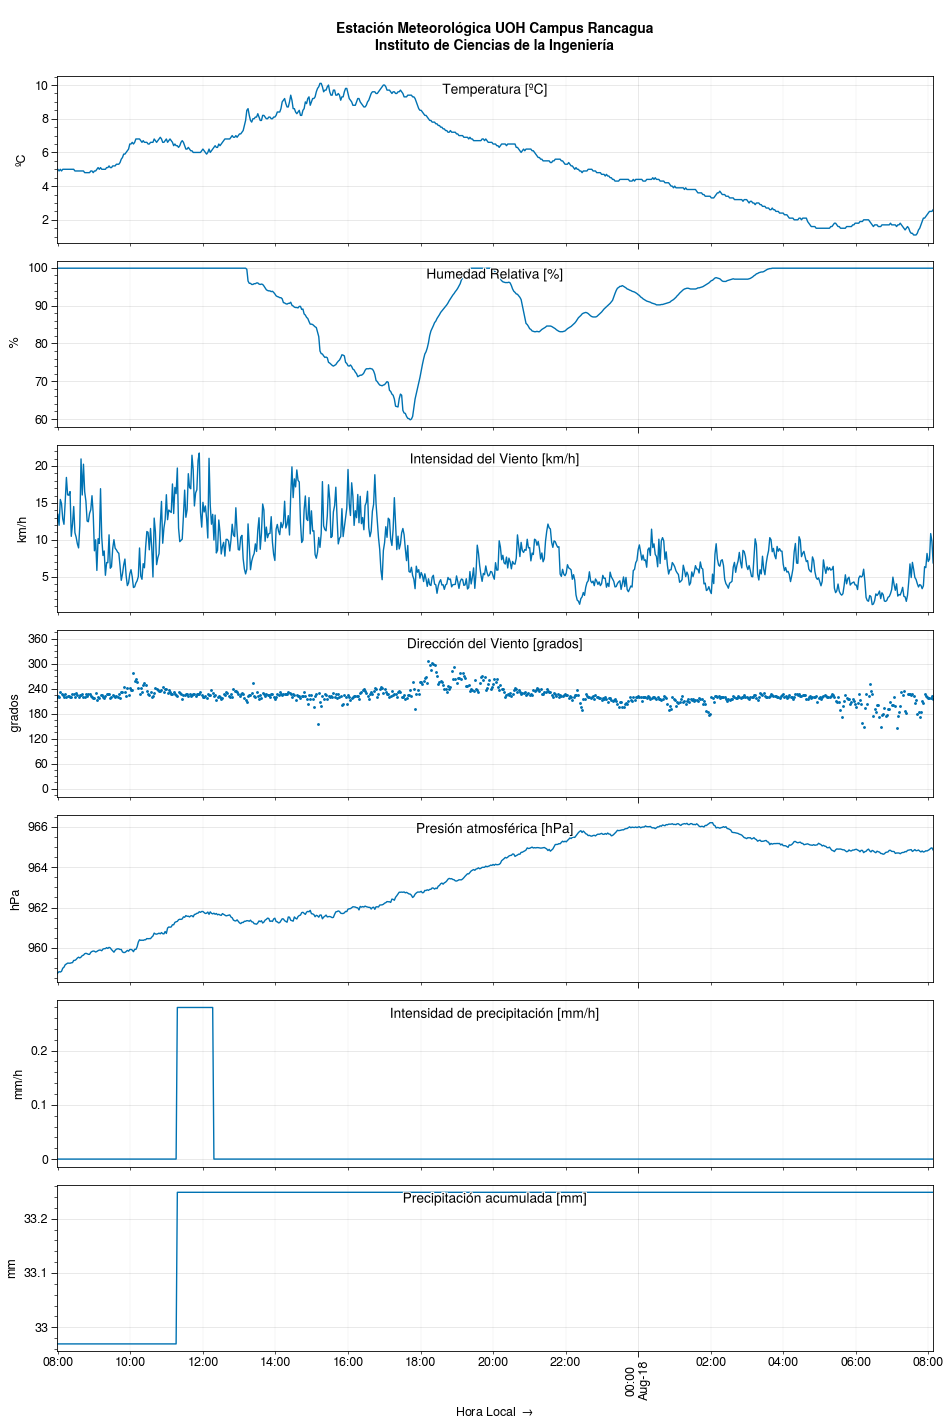 Estación Meteorológica UOH Campus Rancagua
Instituto de Ciencias de la Ingeniería
Temperatura [ºC]
ºC
10
8
6
4
2
Humedad Relativa [%]
%
100
90
80
70
60
Intensidad del Viento [km/h]
km/h
20
15
10
5
Dirección del Viento [grados]
grados
360
300
240
180
120
60
0
Presión atmosférica [hPa]
hPa
966
964
962
960
Intensidad de precipitación [mm/h]
mm/h
0.2
0.1
0
Precipitación acumulada [mm]
mm
33.2
33.1
33
08:00 10:00 12:00 14:00 16:00 18:00 20:00 22:00 00:00 02:00 04:00 06:00 08:00
Aug-18
Hora Local →